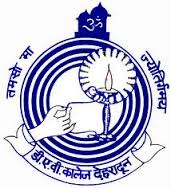 ॐ
तमसो मा ज्योतिर्गमय
डी.ए.वी. कालेज देहरादून